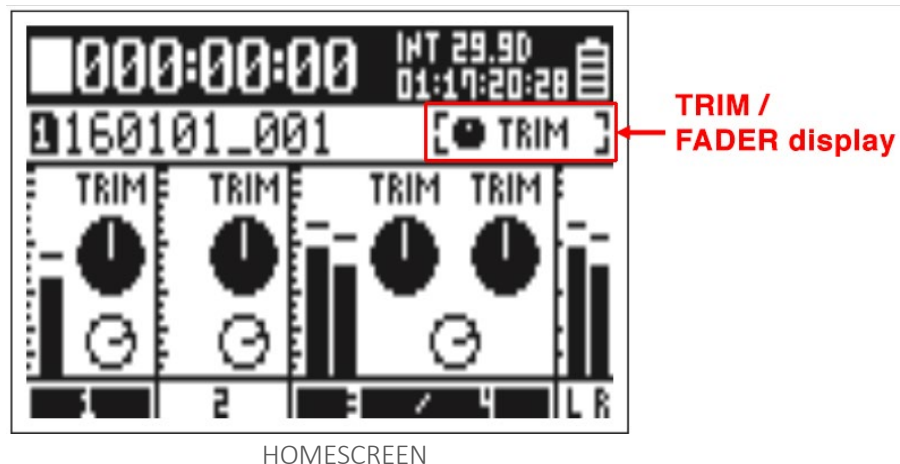 000:00:00 INT 29.9D
01:17:20:28
1 160101_001 [ TRIM ]
TRIM /
FADER display
TRIM TRIM TRIM TRIM
2 / 4 L R
HOMESCREEN